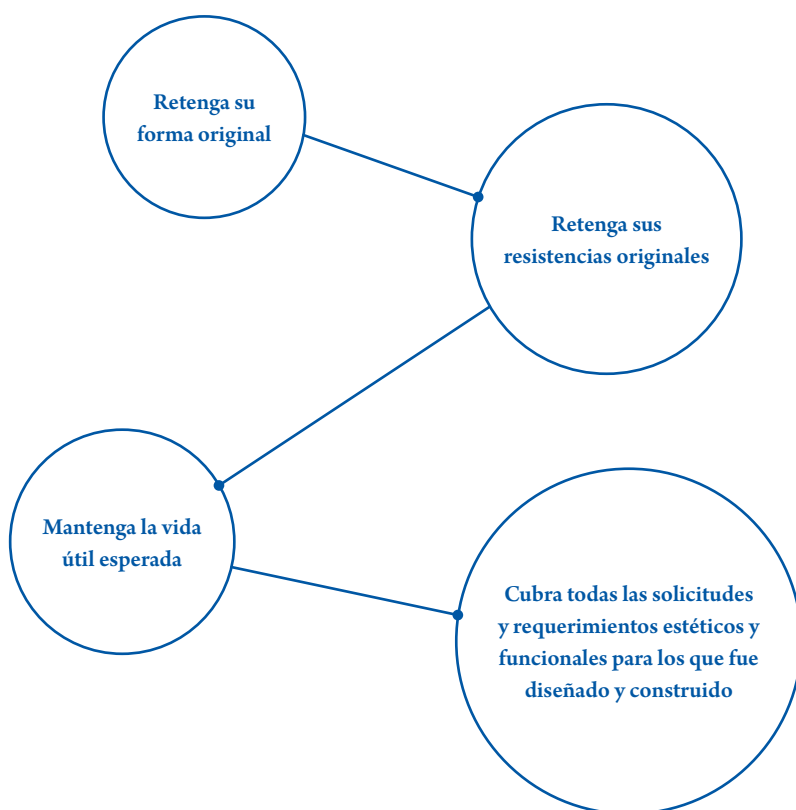 Retenga su
forma original
Retenga sus
resistencias originales
Mantenga la vida
útil esperada
Cubra todas las solicitudes
y requerimientos estéticos y
funcionales para los que fue
diseñado y construido